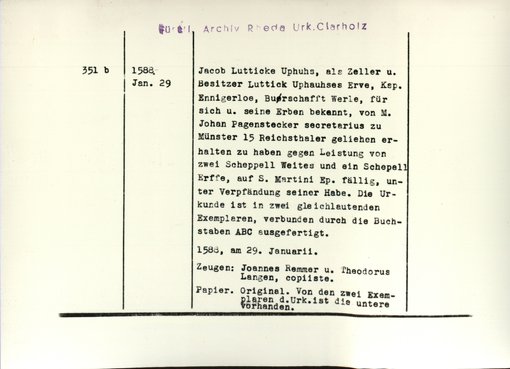 Fürstl. Archiv Rheda Urk.Clarholz
351 b
1588,
Jan. 29
Jacob Lutticke Uphuhs, als Zeller u.
Besitzer Luttick Uphauhses Erve, Ksp.
Ennigerloe, Buerschafft Werle, für
sich u. seine Erben bekennt, von M.
Johan Pagenstecker secretarius zu
Münster 15 Reichsthaler geliehen er-
halten zu haben gegen Leistung von
zwei Scheppell Weites und ein Schepell
Erffe, auf S. Martini Ep. fällig, un-
ter Verpfändung seiner Habe. Die Ur-
kunde ist in zwei gleichlautenden
Exemplaren, verbunden durch die Buch-
staben ABC ausgefertigt.
1588, am 29. Januarii.
Zeugen: Joannes Remmer u. Theodorus
Langen, copiiste.
Papier. Original. Von den zwei Exem-
plaren d.Urk.ist die untere
vorhanden.